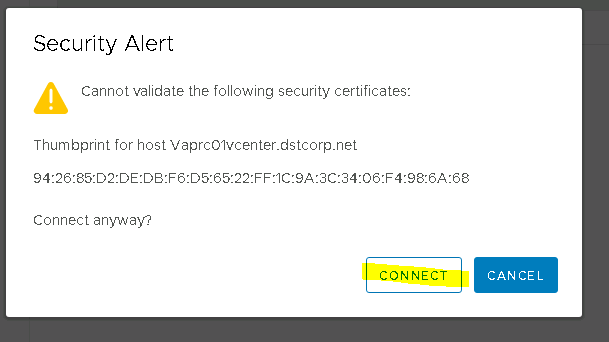 Security Alert
Cannot validate the following security certificates:
Thumbprint for host Vaprc01vcenter.dstcorp.net
94:26:85:D2:DE:DB:F6:D5:65:22:FF:1C:9A:3C:34:06:F4:98:6A:68
Connect anyway?
CONNECT CANCEL